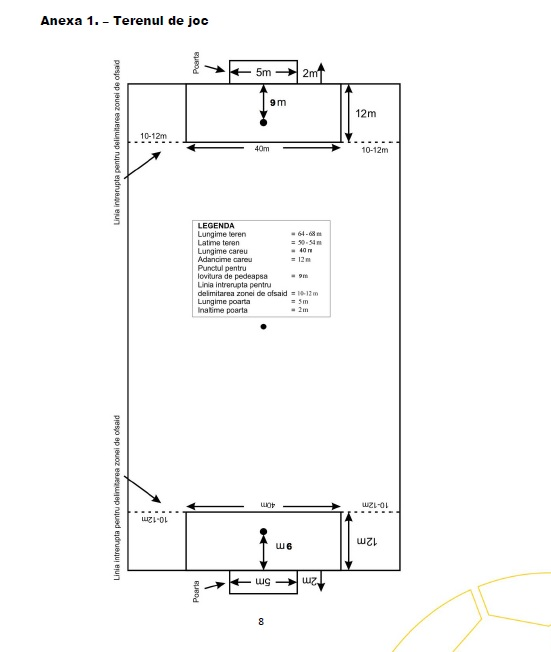 Anexa 1. – Terenul de joc
Poarta
5m
2m
9m
12m
Linia intrerupta pentru delimitarea zonei de ofsaid
10-12m
40m
10-12m
LEGENDA
Lungime teren = 64 - 68 m
Latime teren = 50 - 54 m
Lungime careu = 40 m
Adancime careu = 12 m
Punctul pentru
lovitura de pedeapsa = 9m
Linia intrerupta pentru
delimitarea zonei de ofsaid = 10-12 m
Lungime poarta = 5 m
Inaltime poarta = 2 m
Linia intrerupta pentru delimitarea zonei de ofsaid
40m
10-12m
10-12m
9m
12m
Poarta
5m
2m
8